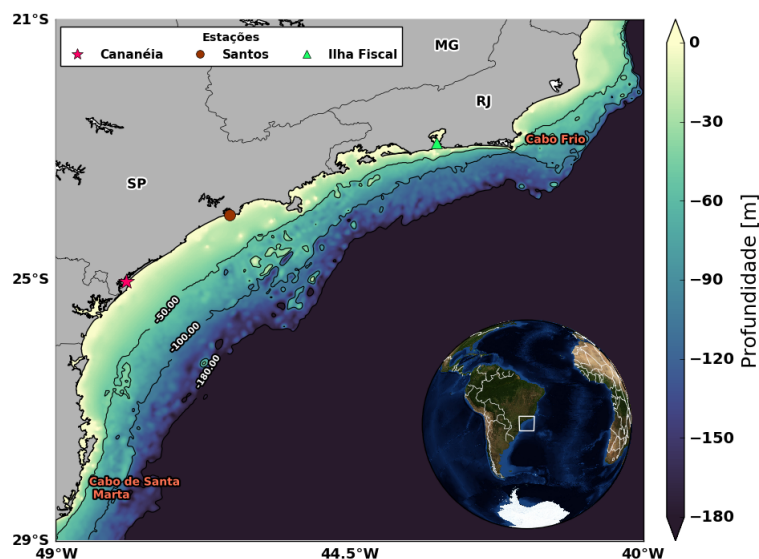 21°S
25°S
29°S
49°W
44.5°W
40°W
Estações
Cananéia Santos Ilha Fiscal
MG
RJ
SP
Cabo Frio
Cabo de Santa
Marta
-50.00
-100.00
-180.00
0
−30
−60
−90
−120
−150
−180
Profundidade [m]